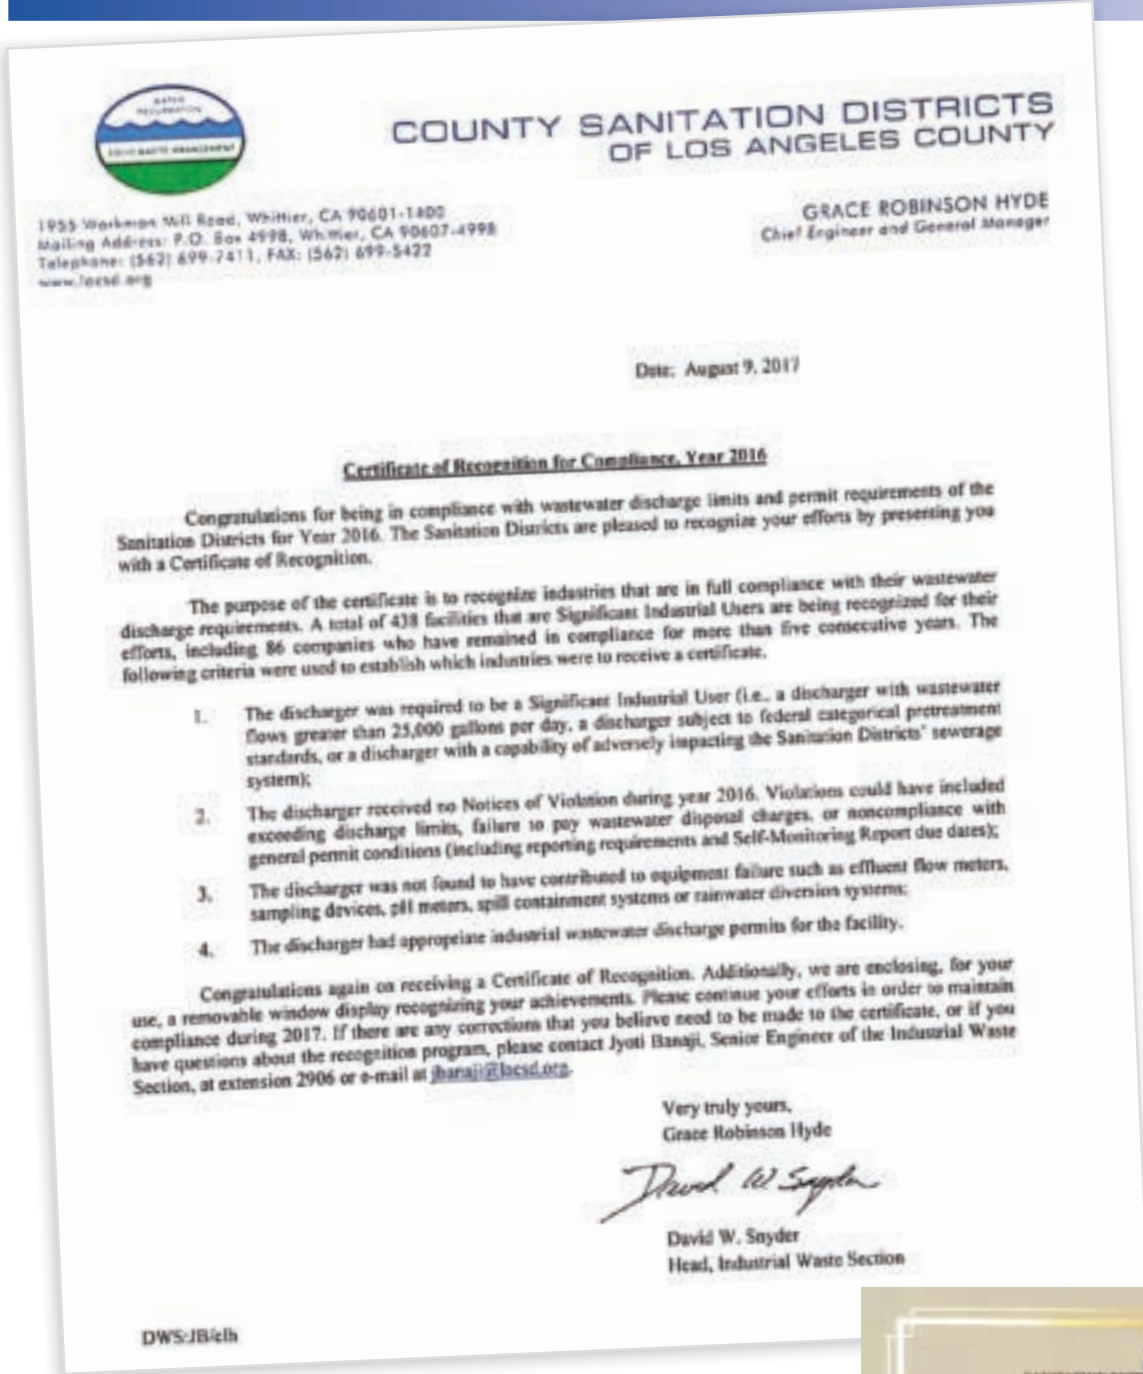 WATER
RECLAMATION
SOLID WASTE MANAGEMENT
COUNTY SANITATION DISTRICTS
OF LOS ANGELES COUNTY
1955 Workman Mill Road, Whittier, CA 90601-1400
Mailing Address: P.O. Box 4998, Whittier, CA 90607-4998
Telephone: (562) 699-7411, FAX: (562) 699-5422
www.lacsd.org
GRACE ROBINSON HYDE
Chief Engineer and General Manager
Date: August 9, 2017
Certificate of Recognition for Compliance, Year 2016
Congratulations for being in compliance with wastewater discharge limits and permit requirements of the
Sanitation Districts for Year 2016. The Sanitation Districts are pleased to recognize your efforts by presenting you
with a Certificate of Recognition.
The purpose of the certificate is to recognize industries that are in full compliance with their wastewater
discharge requirements. A total of 438 facilities that are Significant Industrial Users are being recognized for their
efforts, including 86 companies who have remained in compliance for more than five consecutive years. The
following criteria were used to establish which industries were to receive a certificate.
1. The discharger was required to be a Significant Industrial User (i.e., a discharger with wastewater
flows greater than 25,000 gallons per day, a discharger subject to federal categorical pretreatment
standards, or a discharger with a capability of adversely impacting the Sanitation Districts' sewerage
system);
2. The discharger received no Notices of Violation during year 2016. Violations could have included
exceeding discharge limits, failure to pay wastewater disposal charges, or noncompliance with
general permit conditions (including reporting requirements and Self-Monitoring Report due dates);
3. The discharger was not found to have contributed to equipment failure such as effluent flow meters,
sampling devices, pH meters, spill containment systems or rainwater diversion systems;
4. The discharger had appropriate industrial wastewater discharge permits for the facility.
Congratulations again on receiving a Certificate of Recognition. Additionally, we are enclosing, for your
use, a removable window display recognizing your achievements. Please continue your efforts in order to maintain
compliance during 2017. If there are any corrections that you believe need to be made to the certificate, or if you
have questions about the recognition program, please contact Jyoti Banaji, Senior Engineer of the Industrial Waste
Section, at extension 2906 or e-mail at jbanaji@lacsd.org.
Very truly yours,
Grace Robinson Hyde
David W. Snyder
David W. Snyder
Head, Industrial Waste Section
DWS:JB/clh